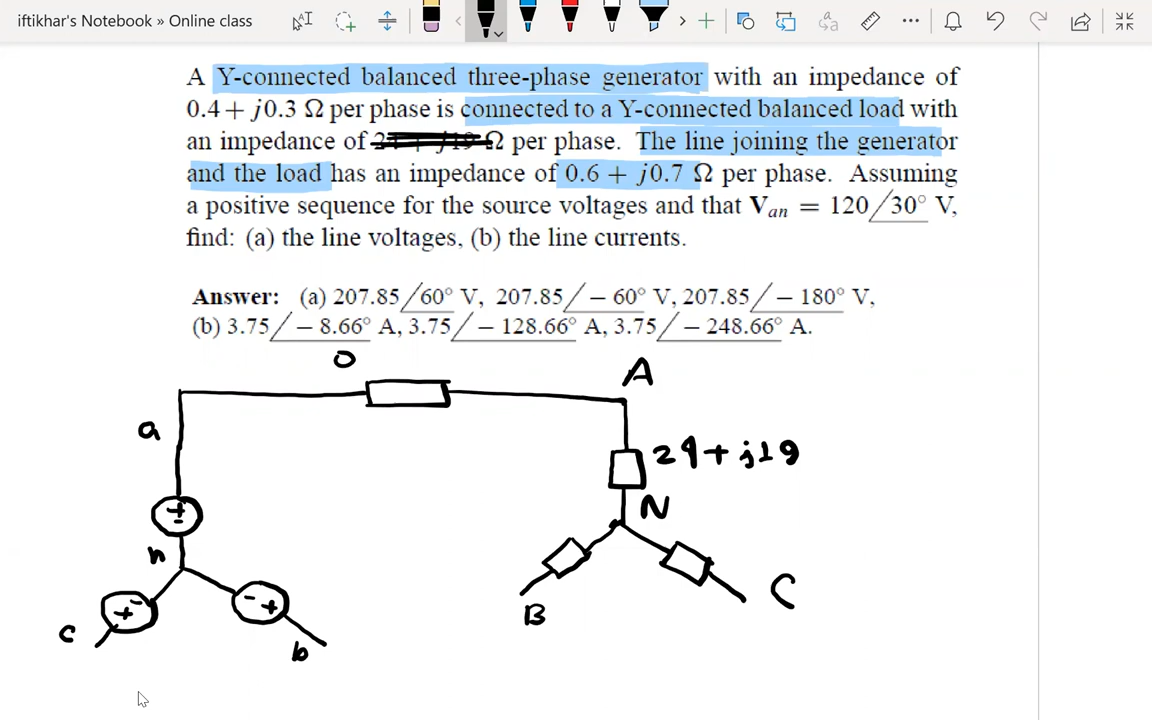 iftikhar's Notebook » Online class
A Y-connected balanced three-phase generator with an impedance of
0.4 + j0.3 Ω per phase is connected to a Y-connected balanced load with
an impedance of Ω per phase. The line joining the generator
and the load has an impedance of 0.6 + j0.7 Ω per phase. Assuming
a positive sequence for the source voltages and that Van = 120/30° V,
find: (a) the line voltages, (b) the line currents.
Answer: (a) 207.85/60° V, 207.85/− 60° V, 207.85/− 180° V,
(b) 3.75/− 8.66° A, 3.75/− 128.66° A, 3.75/− 248.66° A.
0
A
a
24 + j19
N
n
c
b
B
C